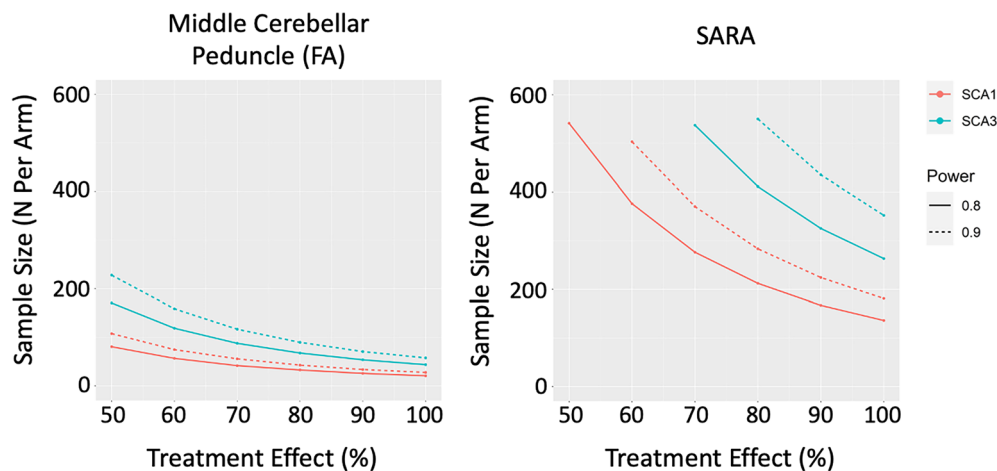 Middle Cerebellar
Peduncle (FA)
Sample Size (N Per Arm)
600
400
200
0
50 60 70 80 90 100
Treatment Effect (%)
SARA
Sample Size (N Per Arm)
600
400
200
0
50 60 70 80 90 100
Treatment Effect (%)
SCA1
SCA3
Power
0.8
0.9